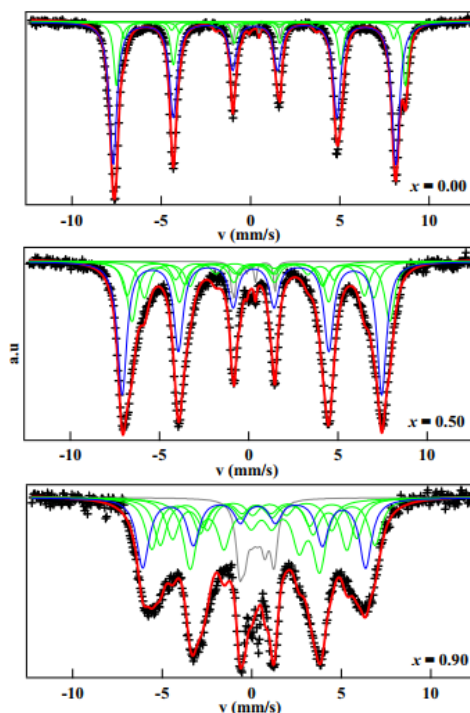 x = 0.00
-10 -5 0 5 10
v (mm/s)
a.u
x = 0.50
-10 -5 0 5 10
v (mm/s)
x = 0.90
-10 -5 0 5 10
v (mm/s)